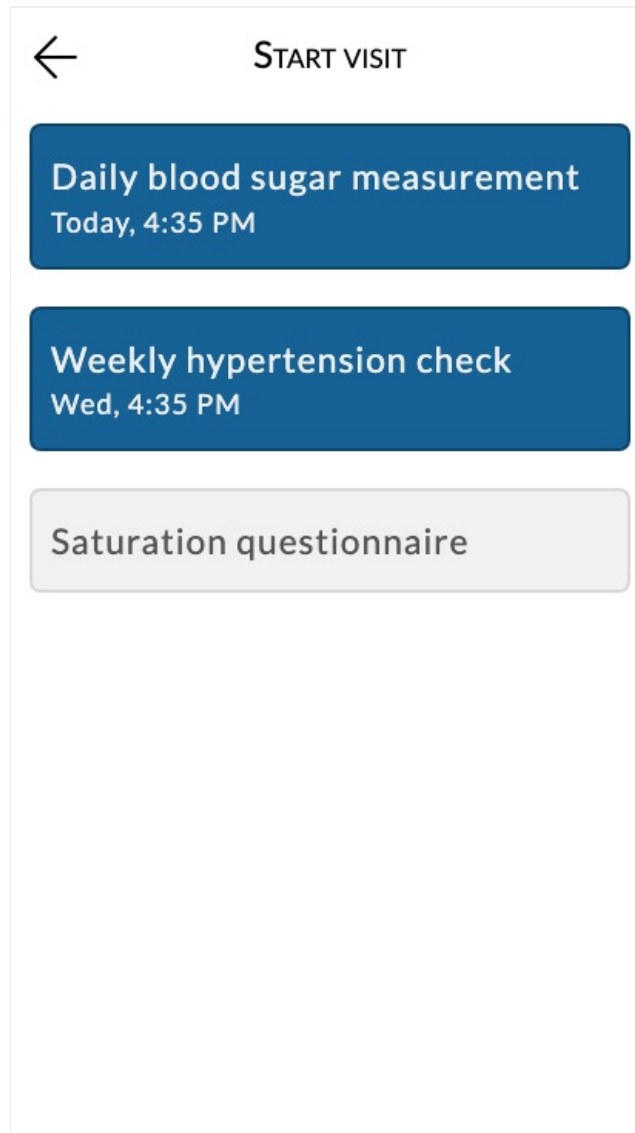 Start visit
Daily blood sugar measurement
Today, 4:35 PM
Weekly hypertension check
Wed, 4:35 PM
Saturation questionnaire